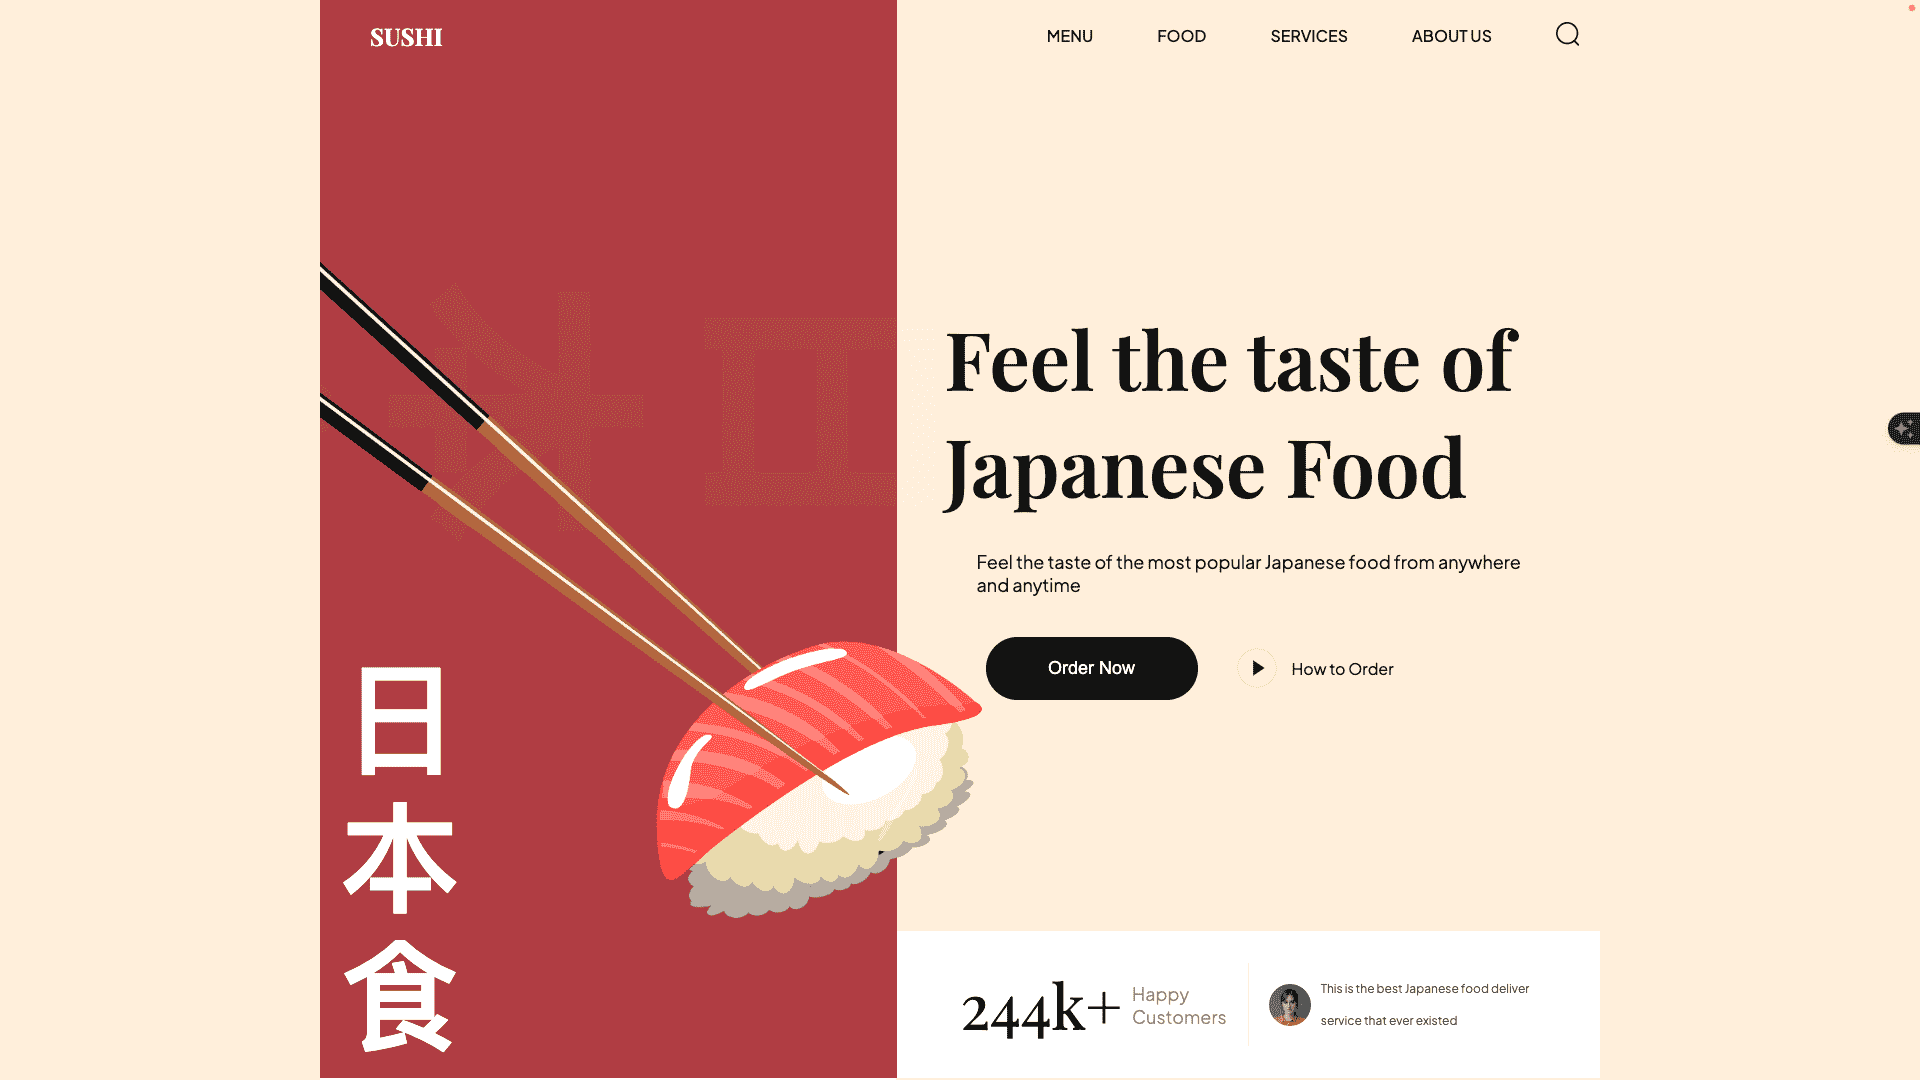 SUSHI
MENU
FOOD
SERVICES
ABOUT US
Feel the taste of
Japanese Food
Feel the taste of the most popular Japanese food from anywhere
and anytime
Order Now
How to Order
日
本
食
244k+
Happy
Customers
This is the best Japanese food deliver
service that ever existed